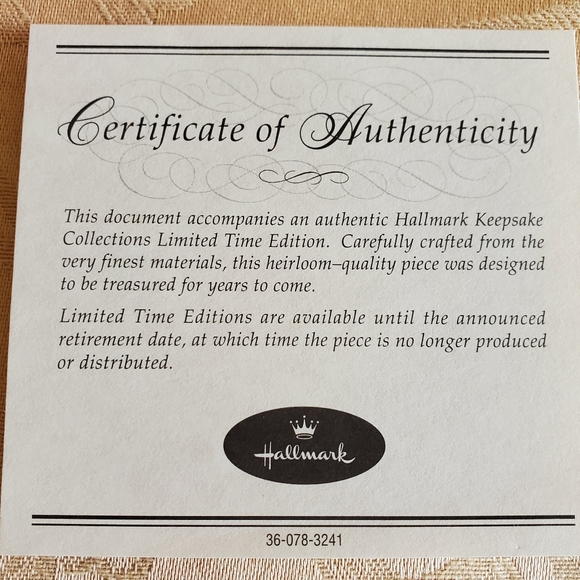 Certificate of Authenticity
This document accompanies an authentic Hallmark Keepsake
Collections Limited Time Edition. Carefully crafted from the
very finest materials, this heirloom–quality piece was designed
to be treasured for years to come.
Limited Time Editions are available until the announced
retirement date, at which time the piece is no longer produced
or distributed.
Hallmark
36-078-3241